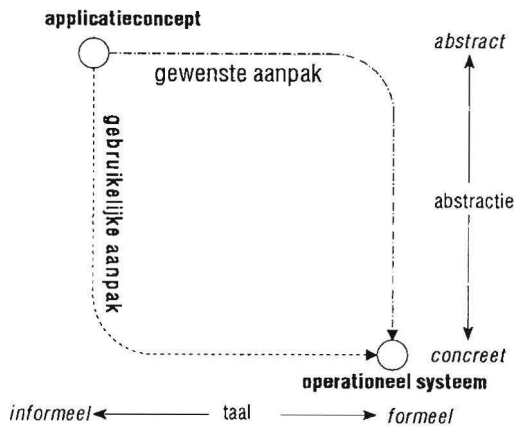 applicatieconcept
abstract
gewenste aanpak
gebruikelijke aanpak
abstractie
concreet
operationeel systeem
informeel taal formeel